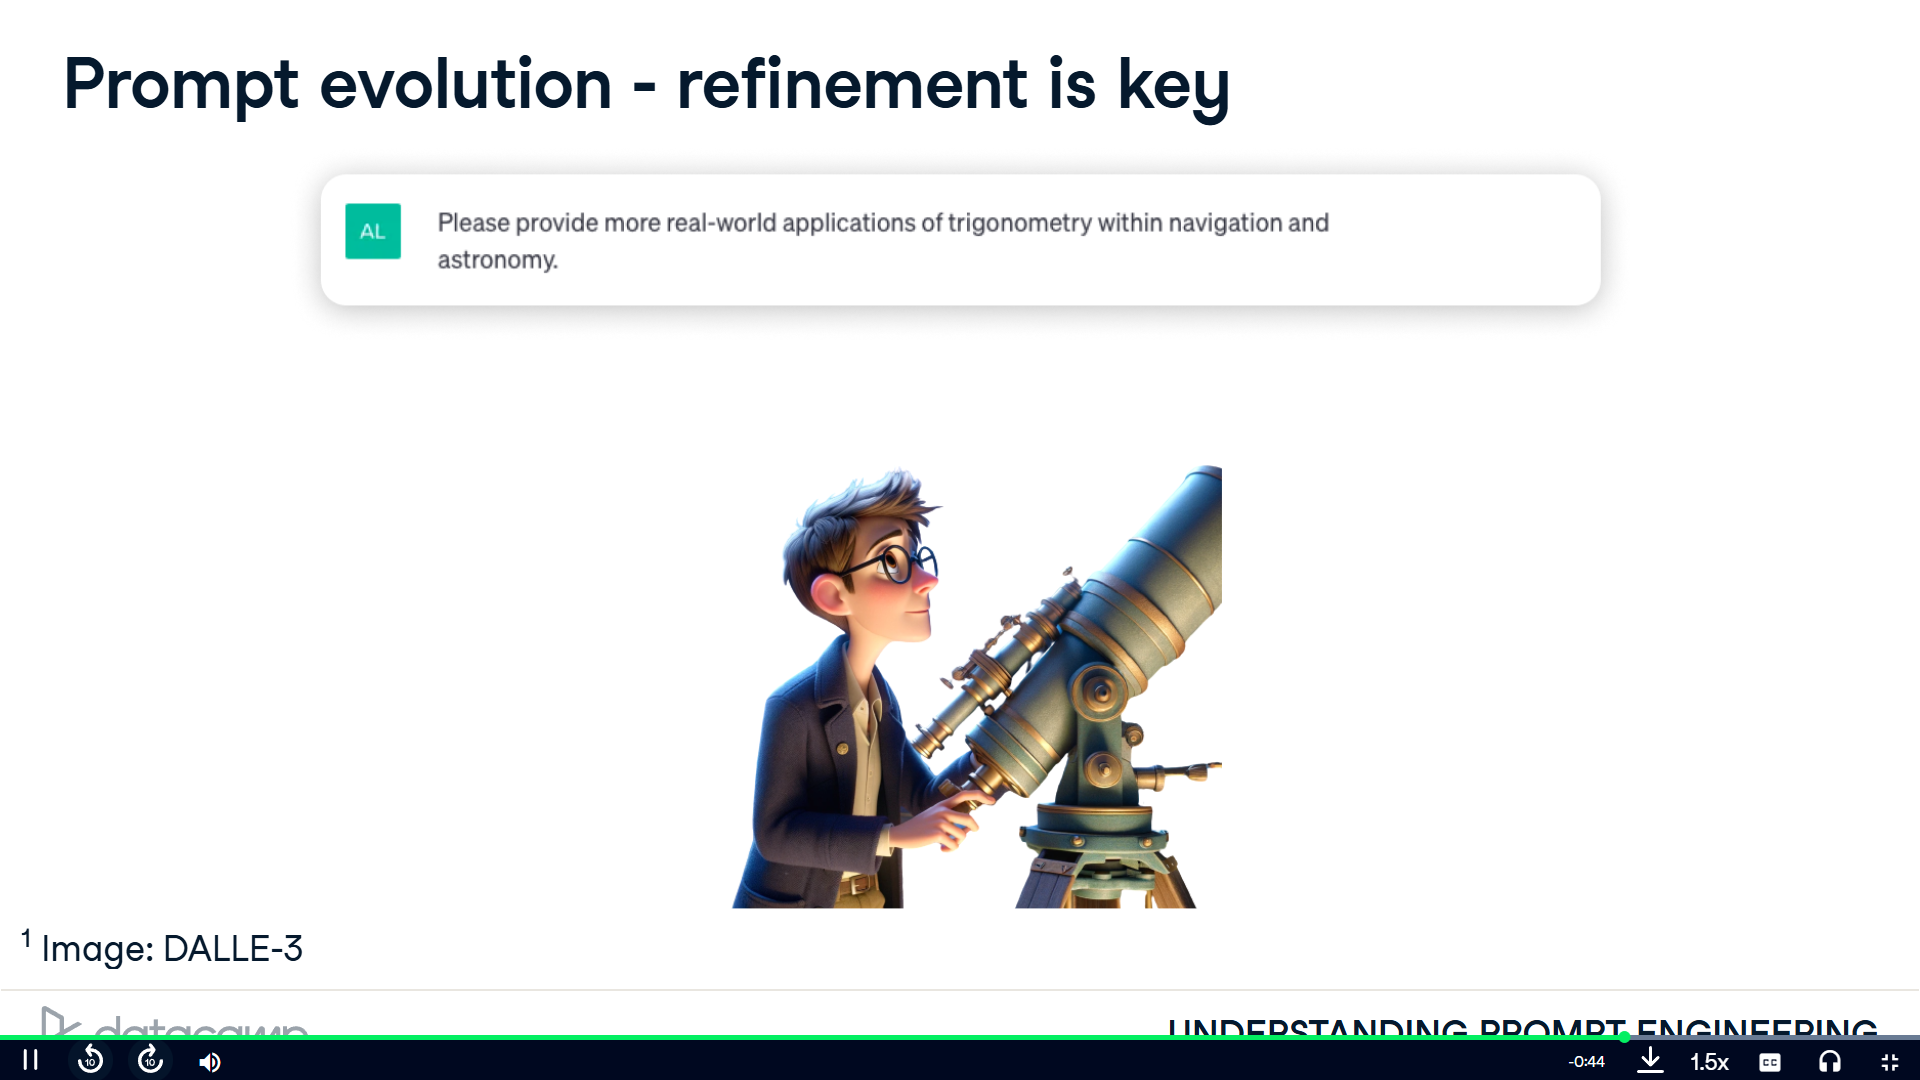 Prompt evolution - refinement is key
AL
Please provide more real-world applications of trigonometry within navigation and
astronomy.
1 Image: DALLE-3
datacamp
UNDERSTANDING PROMPT ENGINEERING
10
10
-0:44
1.5x
CC